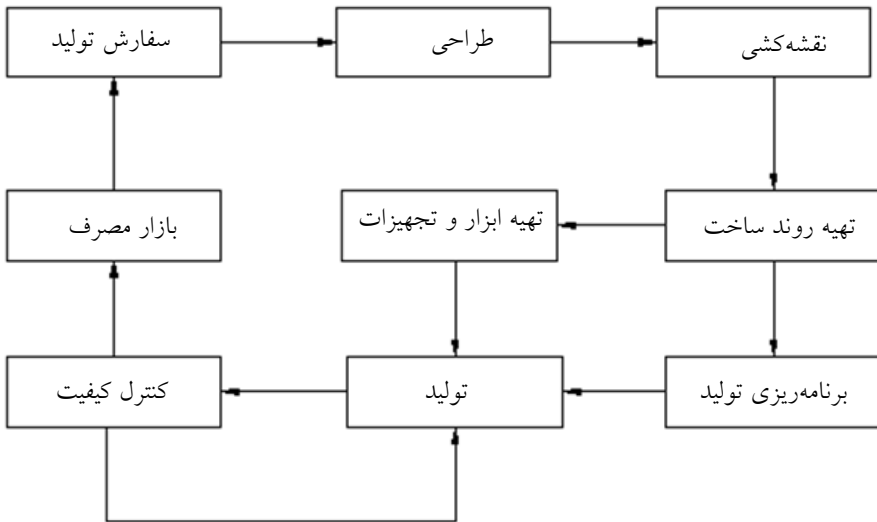 سفارش تولید
طراحی
نقشه‌کشی
بازار مصرف
تهیه ابزار و تجهیزات
تهیه روند ساخت
کنترل کیفیت
تولید
برنامه‌ریزی تولید